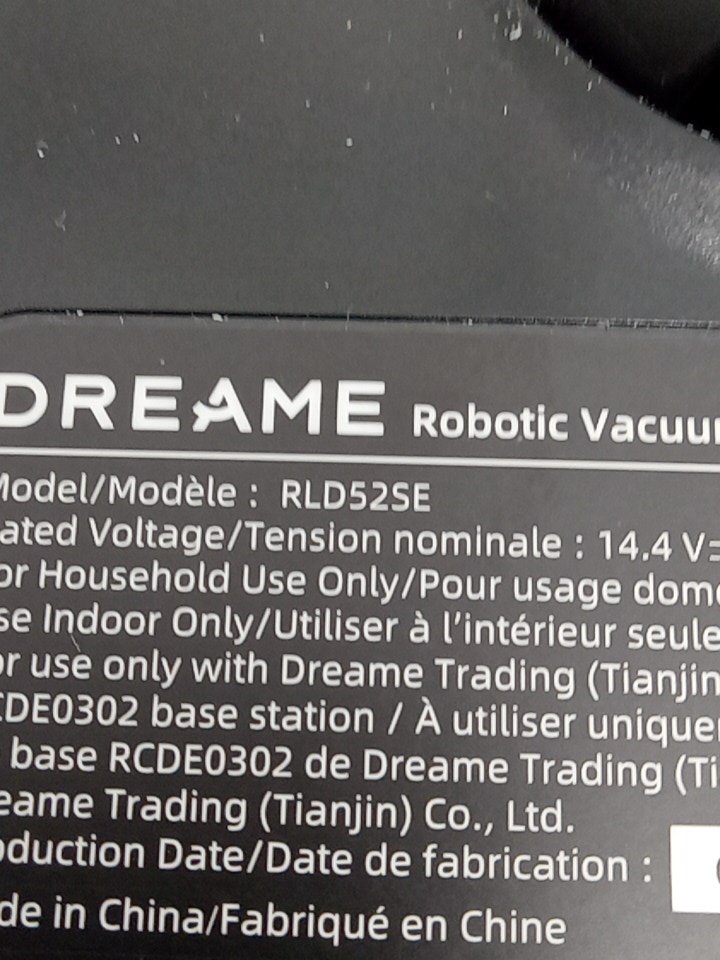 DREAME Robotic Vacuu
Model/Modèle : RLD52SE
ated Voltage/Tension nominale : 14.4 V
or Household Use Only/Pour usage dom
se Indoor Only/Utiliser à l'intérieur seule
or use only with Dreame Trading (Tianjin
CDE0302 base station / À utiliser unique
base RCDE0302 de Dreame Trading (Ti
eame Trading (Tianjin) Co., Ltd.
oduction Date/Date de fabrication :
de in China/Fabriqué en Chine